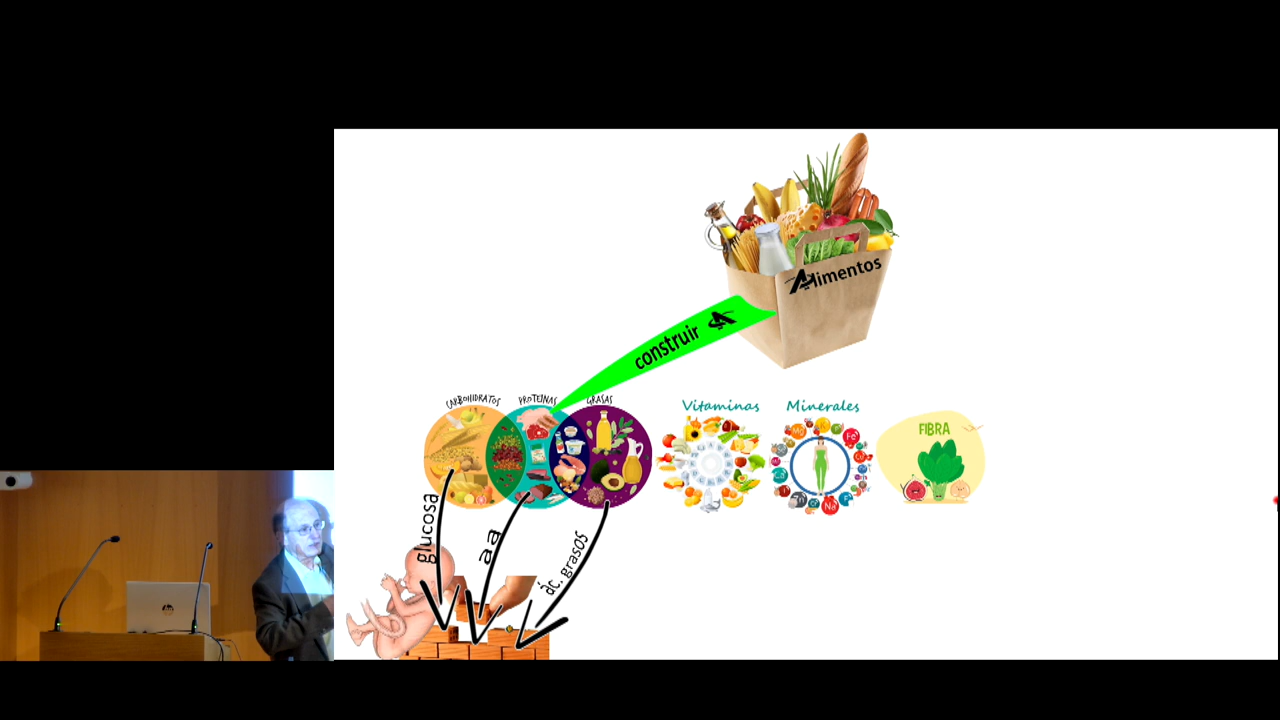 Alimentos
construir
CARBOHIDRATOS
PROTEINAS
GRASAS
Vitaminas
Minerales
FIBRA
glucosa
aa
ác. grasos